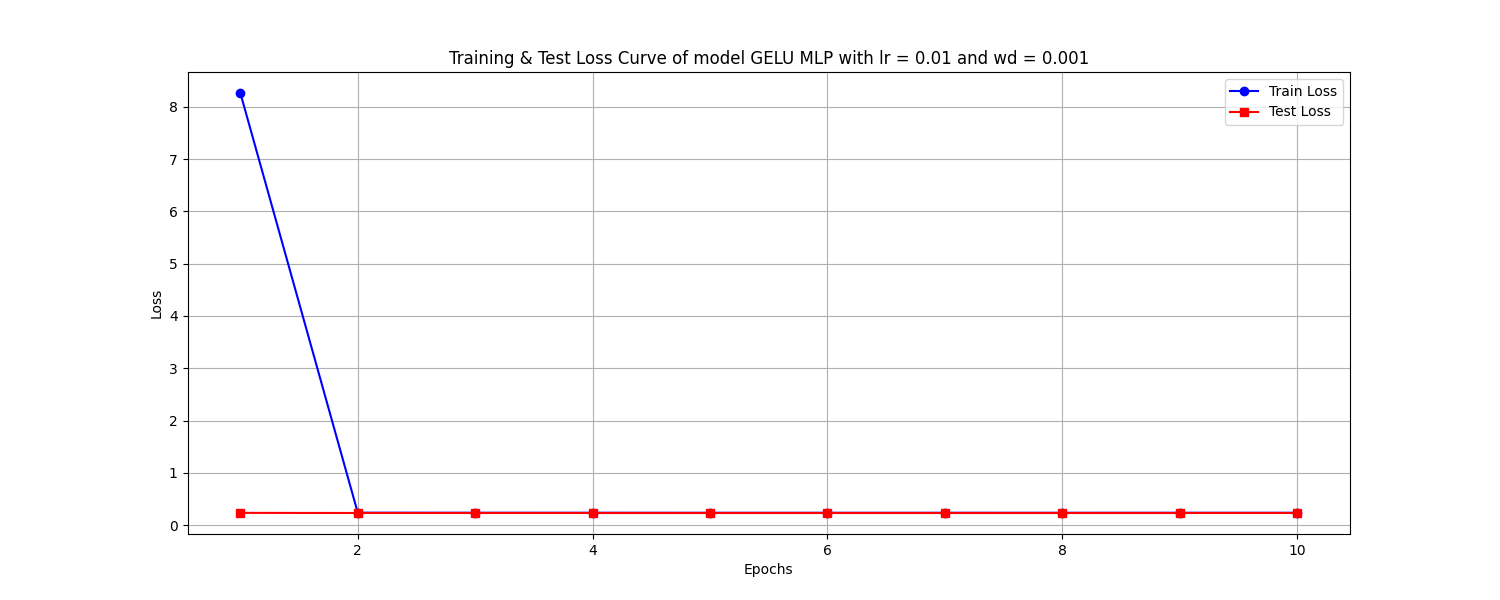 Training & Test Loss Curve of model GELU MLP with lr = 0.01 and wd = 0.001
Train Loss
Test Loss
8
7
6
5
4
3
2
1
0
Loss
2 4 6 8 10
Epochs